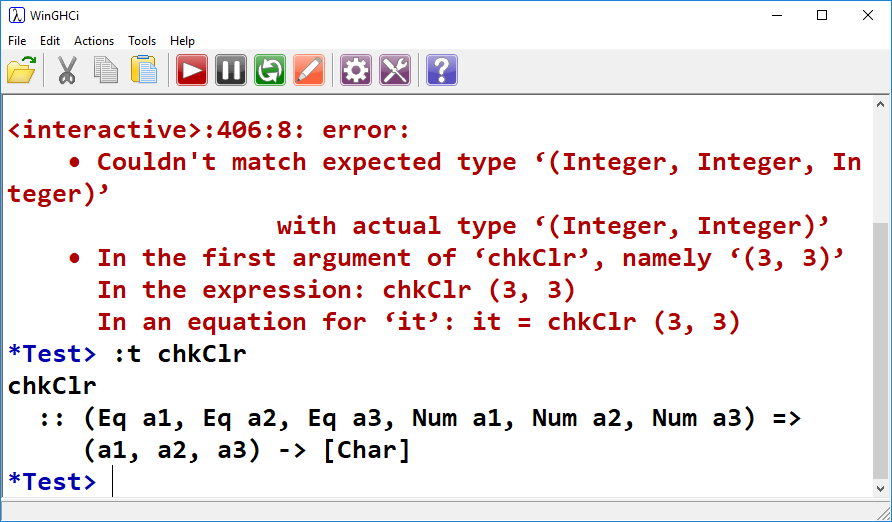 WinGHCi
File Edit Actions Tools Help
<interactive>:406:8: error:
• Couldn't match expected type ‘(Integer, Integer, In
teger)’
with actual type ‘(Integer, Integer)’
• In the first argument of ‘chkClr’, namely ‘(3, 3)’
In the expression: chkClr (3, 3)
In an equation for ‘it’: it = chkClr (3, 3)
*Test> :t chkClr
chkClr
:: (Eq a1, Eq a2, Eq a3, Num a1, Num a2, Num a3) =>
(a1, a2, a3) -> [Char]
*Test>